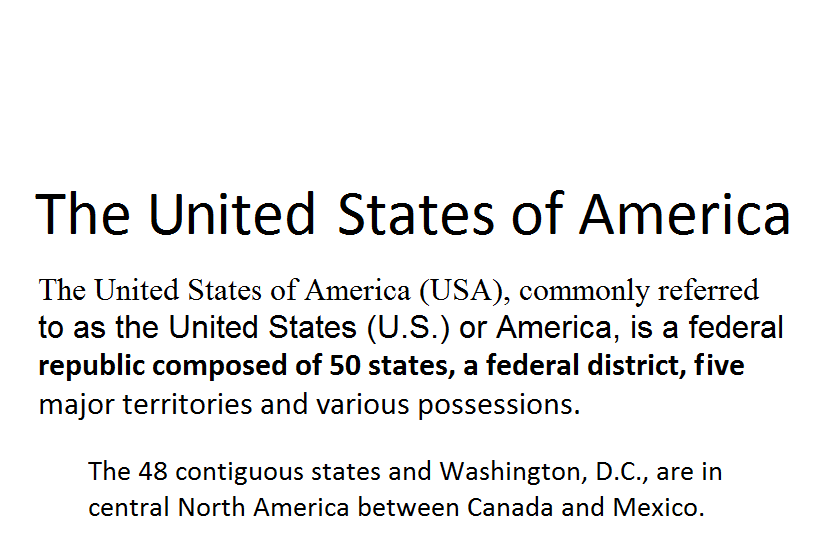 The United States of America
The United States of America (USA), commonly referred
to as the United States (U.S.) or America, is a federal
republic composed of 50 states, a federal district, five
major territories and various possessions.
The 48 contiguous states and Washington, D.C., are in
central North America between Canada and Mexico.